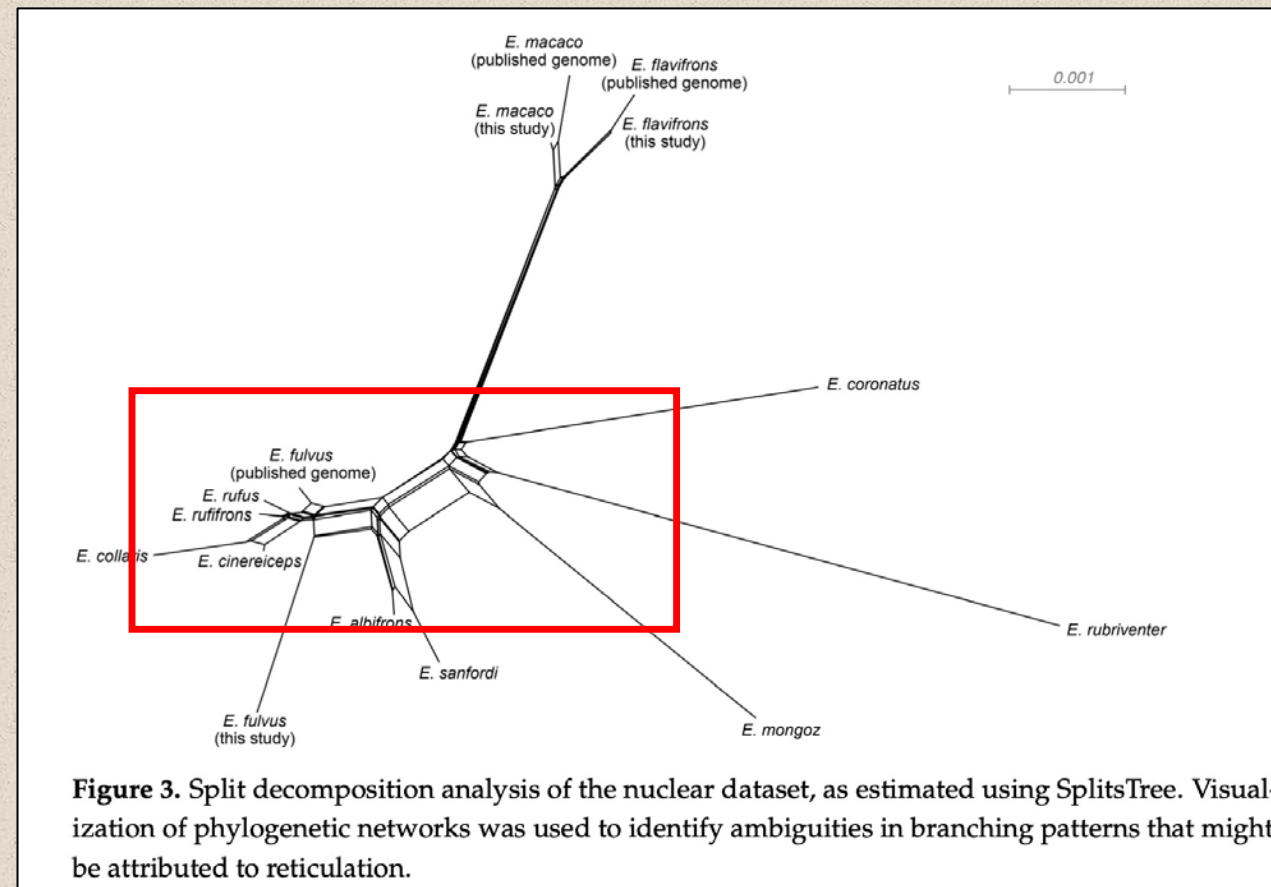 E. macaco
(published genome)
E. flavifrons
(published genome)
0.001
E. macaco
(this study)
E. flavifrons
(this study)
E. coronatus
E. fulvus
(published genome)
E. rufus
E. rufifrons
E. collaris
E. cinereiceps
E. albifrons
E. rubriventer
E. sanfordi
E. fulvus
(this study)
E. mongoz
Figure 3. Split decomposition analysis of the nuclear dataset, as estimated using SplitsTree. Visual-
ization of phylogenetic networks was used to identify ambiguities in branching patterns that might
be attributed to reticulation.